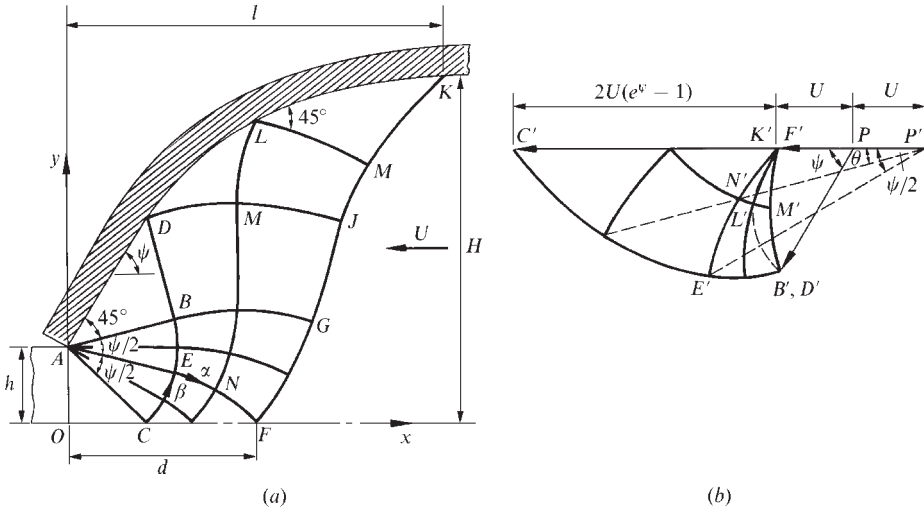 l
K
45°
L
M
y
D
M
J
U
H
ψ
45°
B
G
A
ψ/2
ψ/2
E
α
N
β
h
O
C
F
x
d
(a)
2U(e^ψ − 1)
U
U
C′
K′
F′
P
P′
ψ
θ
ψ/2
N′
L′
M′
E′
B′, D′
(b)